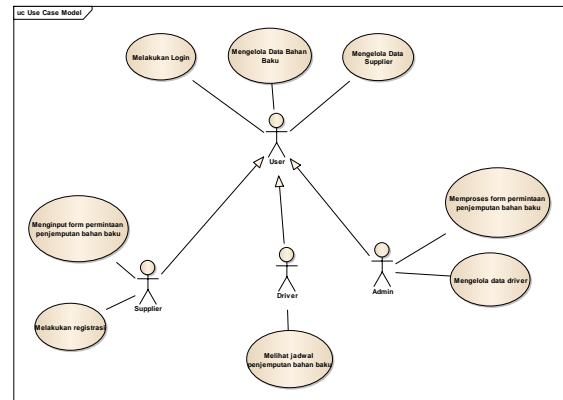 uc Use Case Model
Melakukan Login
Mengelola Data Bahan
Baku
Mengelola Data
Supplier
User
Menginput form permintaan
penjemputan bahan baku
Memproses form permintaan
penjemputan bahan baku
Supplier
Driver
Admin
Mengelola data driver
Melakukan registrasi
Melihat jadwal
penjemputan bahan baku